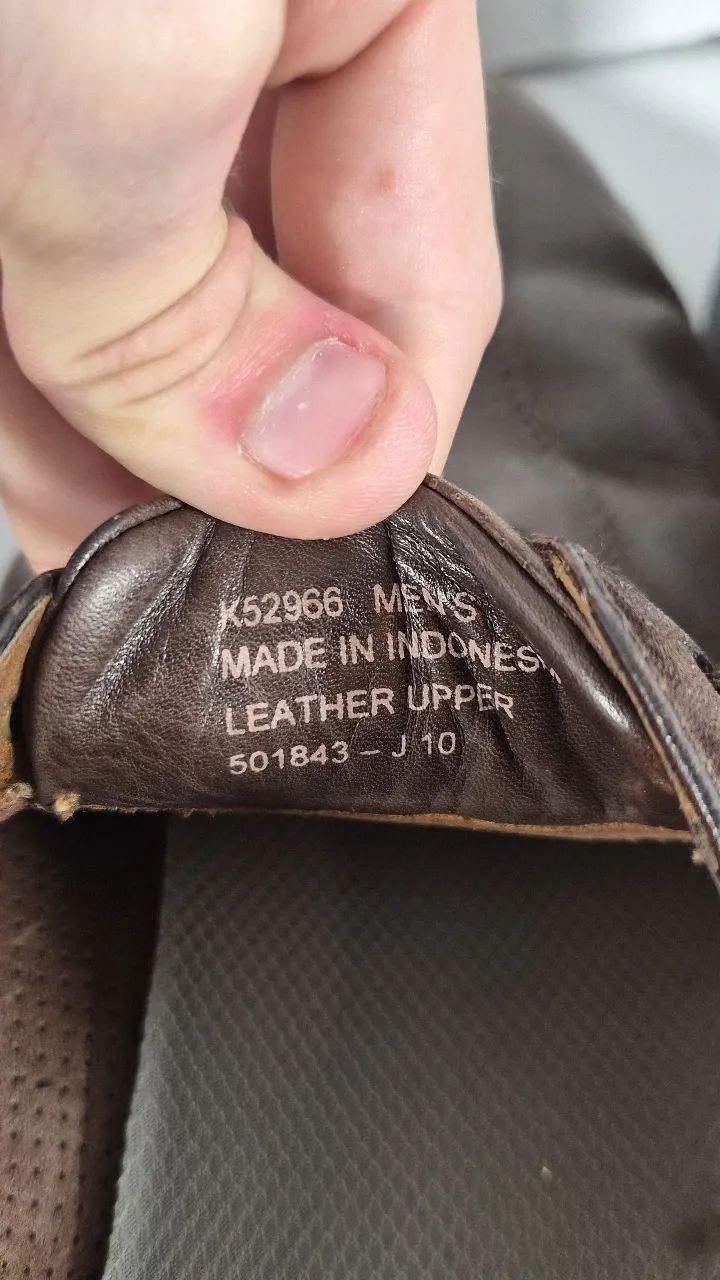 K52966 MEN'S
MADE IN INDONESIA
LEATHER UPPER
501843 – J 10